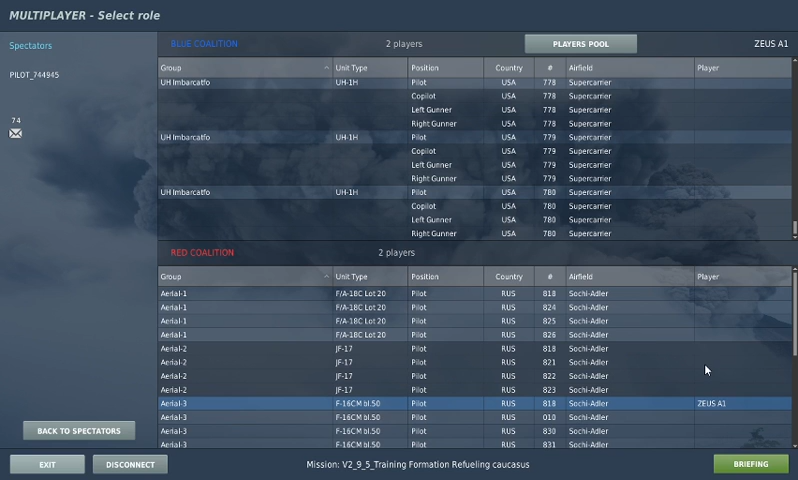 MULTIPLAYER - Select role
Spectators
PILOT_744945
74
BLUE COALITION 2 players PLAYERS POOL ZEUS A1
Group Unit Type Position Country # Airfield Player
UH Imbarcatfo UH-1H Pilot USA 778 Supercarrier
Copilot USA 778 Supercarrier
Left Gunner USA 778 Supercarrier
Right Gunner USA 778 Supercarrier
UH Imbarcatfo UH-1H Pilot USA 779 Supercarrier
Copilot USA 779 Supercarrier
Left Gunner USA 779 Supercarrier
Right Gunner USA 779 Supercarrier
UH Imbarcatfo UH-1H Pilot USA 780 Supercarrier
Copilot USA 780 Supercarrier
Left Gunner USA 780 Supercarrier
Right Gunner USA 780 Supercarrier
RED COALITION 2 players
Group Unit Type Position Country # Airfield Player
Aerial-1 F/A-18C Lot 20 Pilot RUS 818 Sochi-Adler
Aerial-1 F/A-18C Lot 20 Pilot RUS 824 Sochi-Adler
Aerial-1 F/A-18C Lot 20 Pilot RUS 825 Sochi-Adler
Aerial-1 F/A-18C Lot 20 Pilot RUS 826 Sochi-Adler
Aerial-2 JF-17 Pilot RUS 818 Sochi-Adler
Aerial-2 JF-17 Pilot RUS 821 Sochi-Adler
Aerial-2 JF-17 Pilot RUS 822 Sochi-Adler
Aerial-2 JF-17 Pilot RUS 823 Sochi-Adler
Aerial-3 F-16CM bl.50 Pilot RUS 818 Sochi-Adler ZEUS A1
Aerial-3 F-16CM bl.50 Pilot RUS 010 Sochi-Adler
Aerial-3 F-16CM bl.50 Pilot RUS 830 Sochi-Adler
Aerial-3 F-16CM bl.50 Pilot RUS 831 Sochi-Adler
BACK TO SPECTATORS
EXIT DISCONNECT Mission: V2_9_5_Training Formation Refueling caucasus BRIEFING